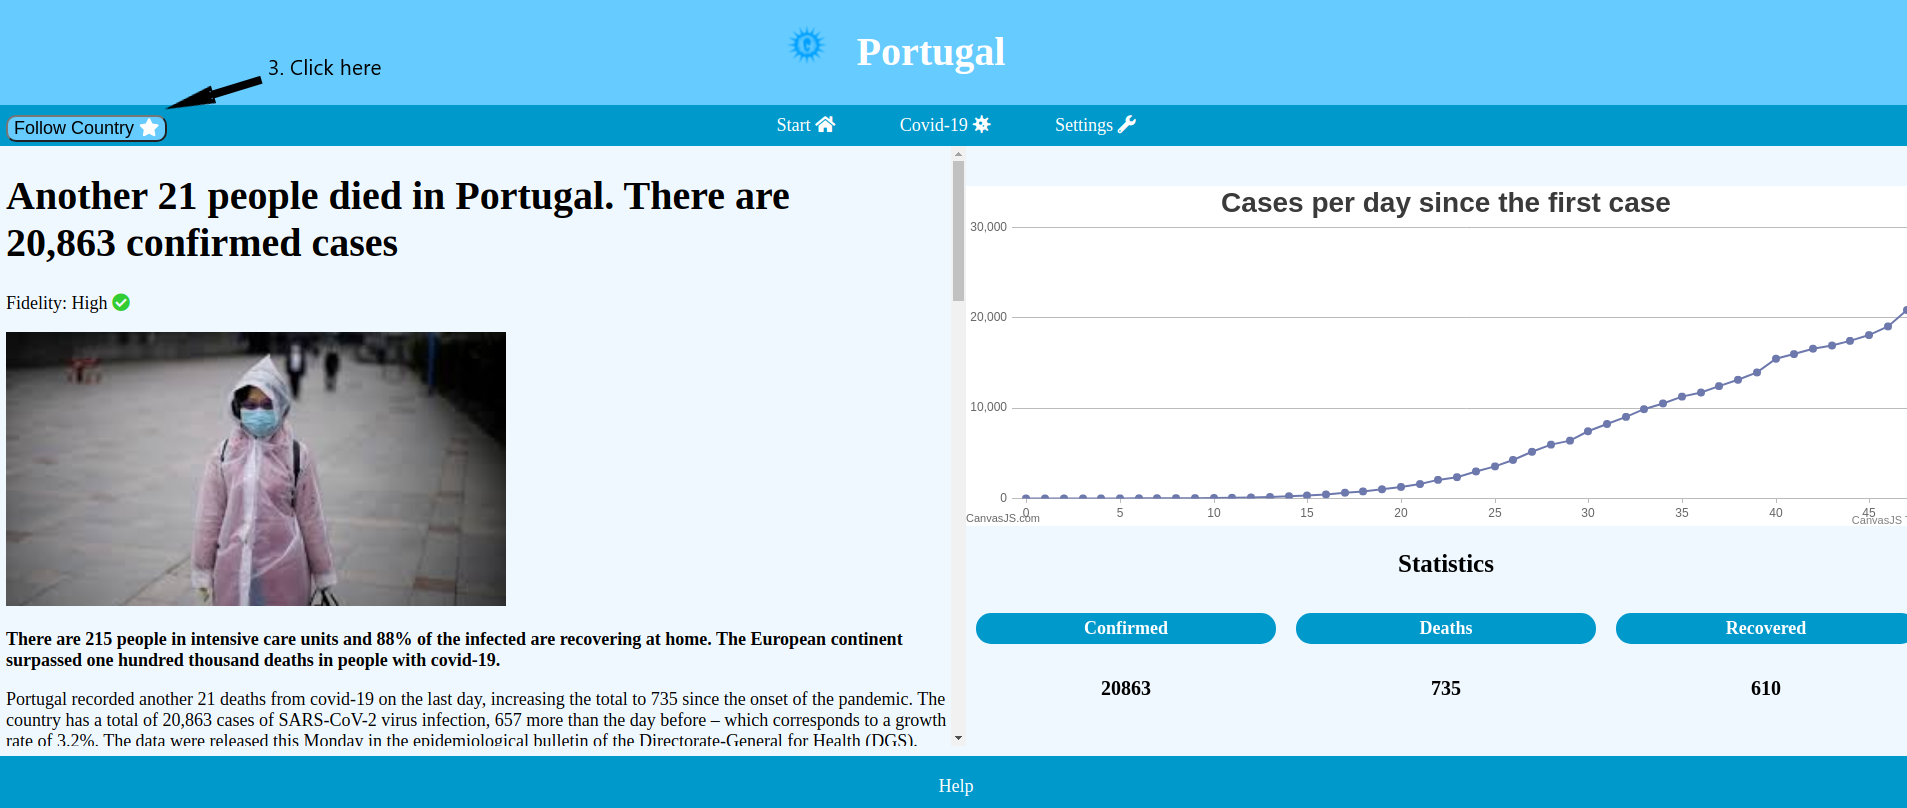 Portugal
3. Click here
Follow Country
Start
Covid-19
Settings
Another 21 people died in Portugal. There are
20,863 confirmed cases
Fidelity: High
There are 215 people in intensive care units and 88% of the infected are recovering at home. The European continent
surpassed one hundred thousand deaths in people with covid-19.
Portugal recorded another 21 deaths from covid-19 on the last day, increasing the total to 735 since the onset of the pandemic. The
country has a total of 20,863 cases of SARS-CoV-2 virus infection, 657 more than the day before – which corresponds to a growth
rate of 3.2%. The data were released this Monday in the epidemiological bulletin of the Directorate-General for Health (DGS).
Cases per day since the first case
30,000
20,000
10,000
0
0 5 10 15 20 25 30 35 40 45
CanvasJS.com
CanvasJS
Statistics
Confirmed
Deaths
Recovered
20863
735
610
Help